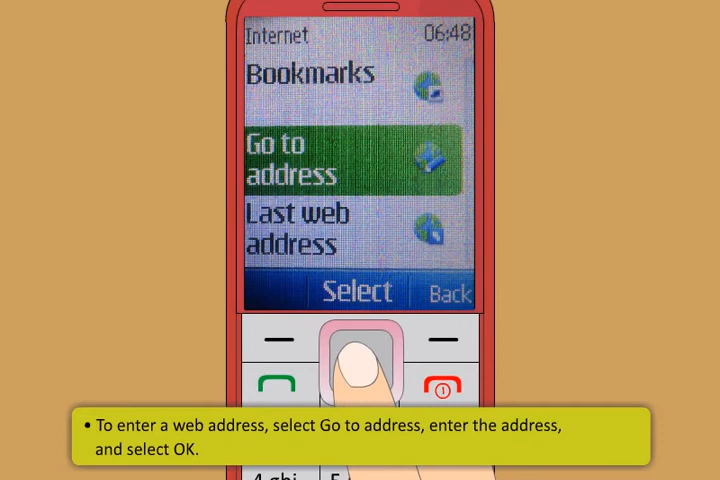 Internet 06:48
Bookmarks
Go to
address
Last web
address
Select Back
• To enter a web address, select Go to address, enter the address,
and select OK.